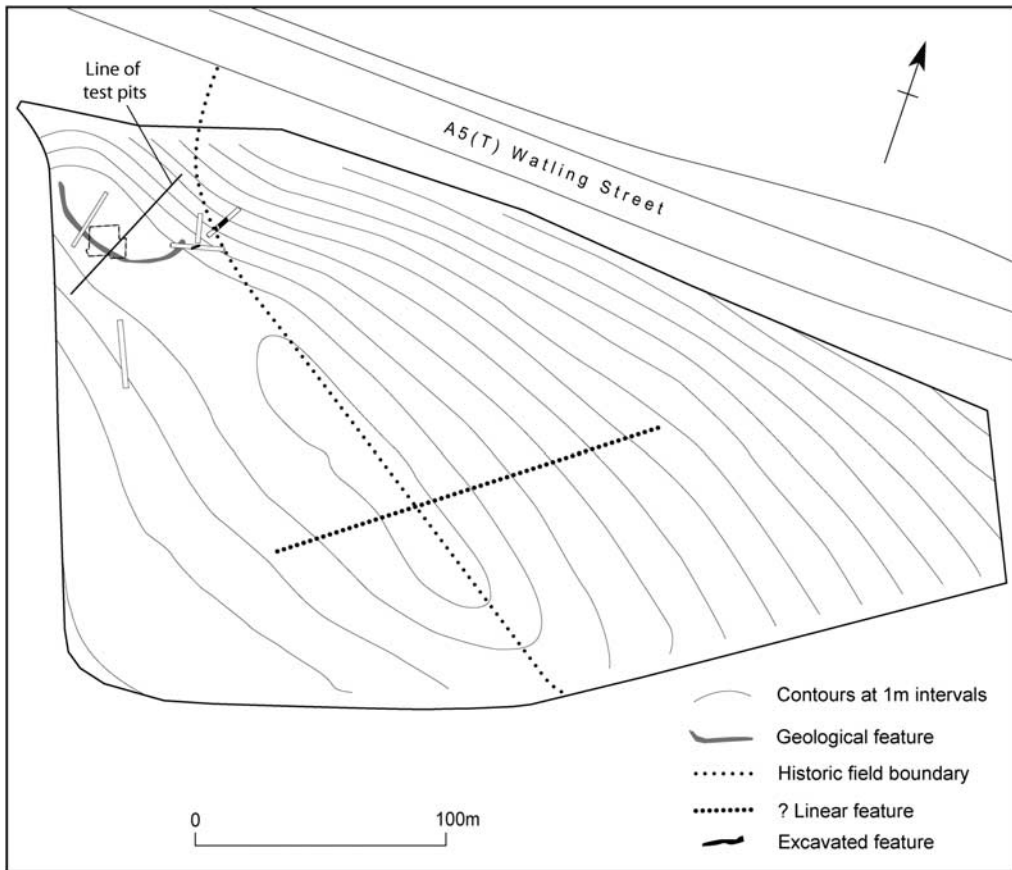 Line of
test pits
A5(T) Watling Street
Contours at 1m intervals
Geological feature
Historic field boundary
? Linear feature
Excavated feature
0
100m